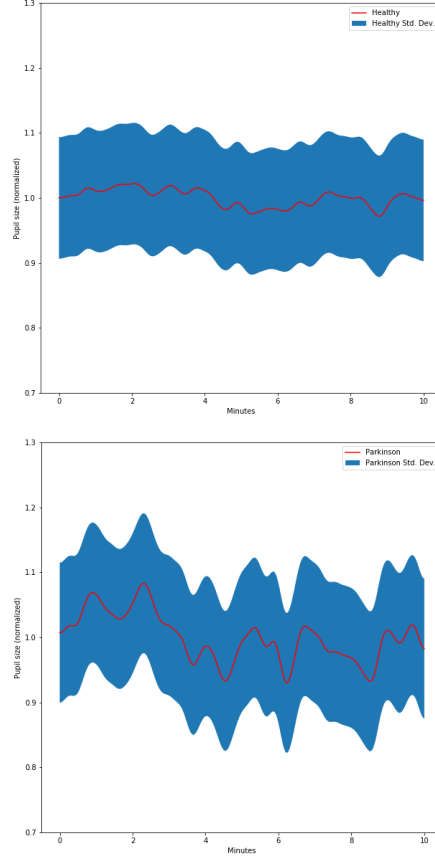 1.3
Healthy
Healthy Std. Dev.
1.2
1.1
1.0
0.9
0.8
0.7
Pupil size (normalized)
0 2 4 6 8 10
Minutes
1.3
Parkinson
Parkinson Std. Dev.
1.2
1.1
1.0
0.9
0.8
0.7
Pupil size (normalized)
0 2 4 6 8 10
Minutes